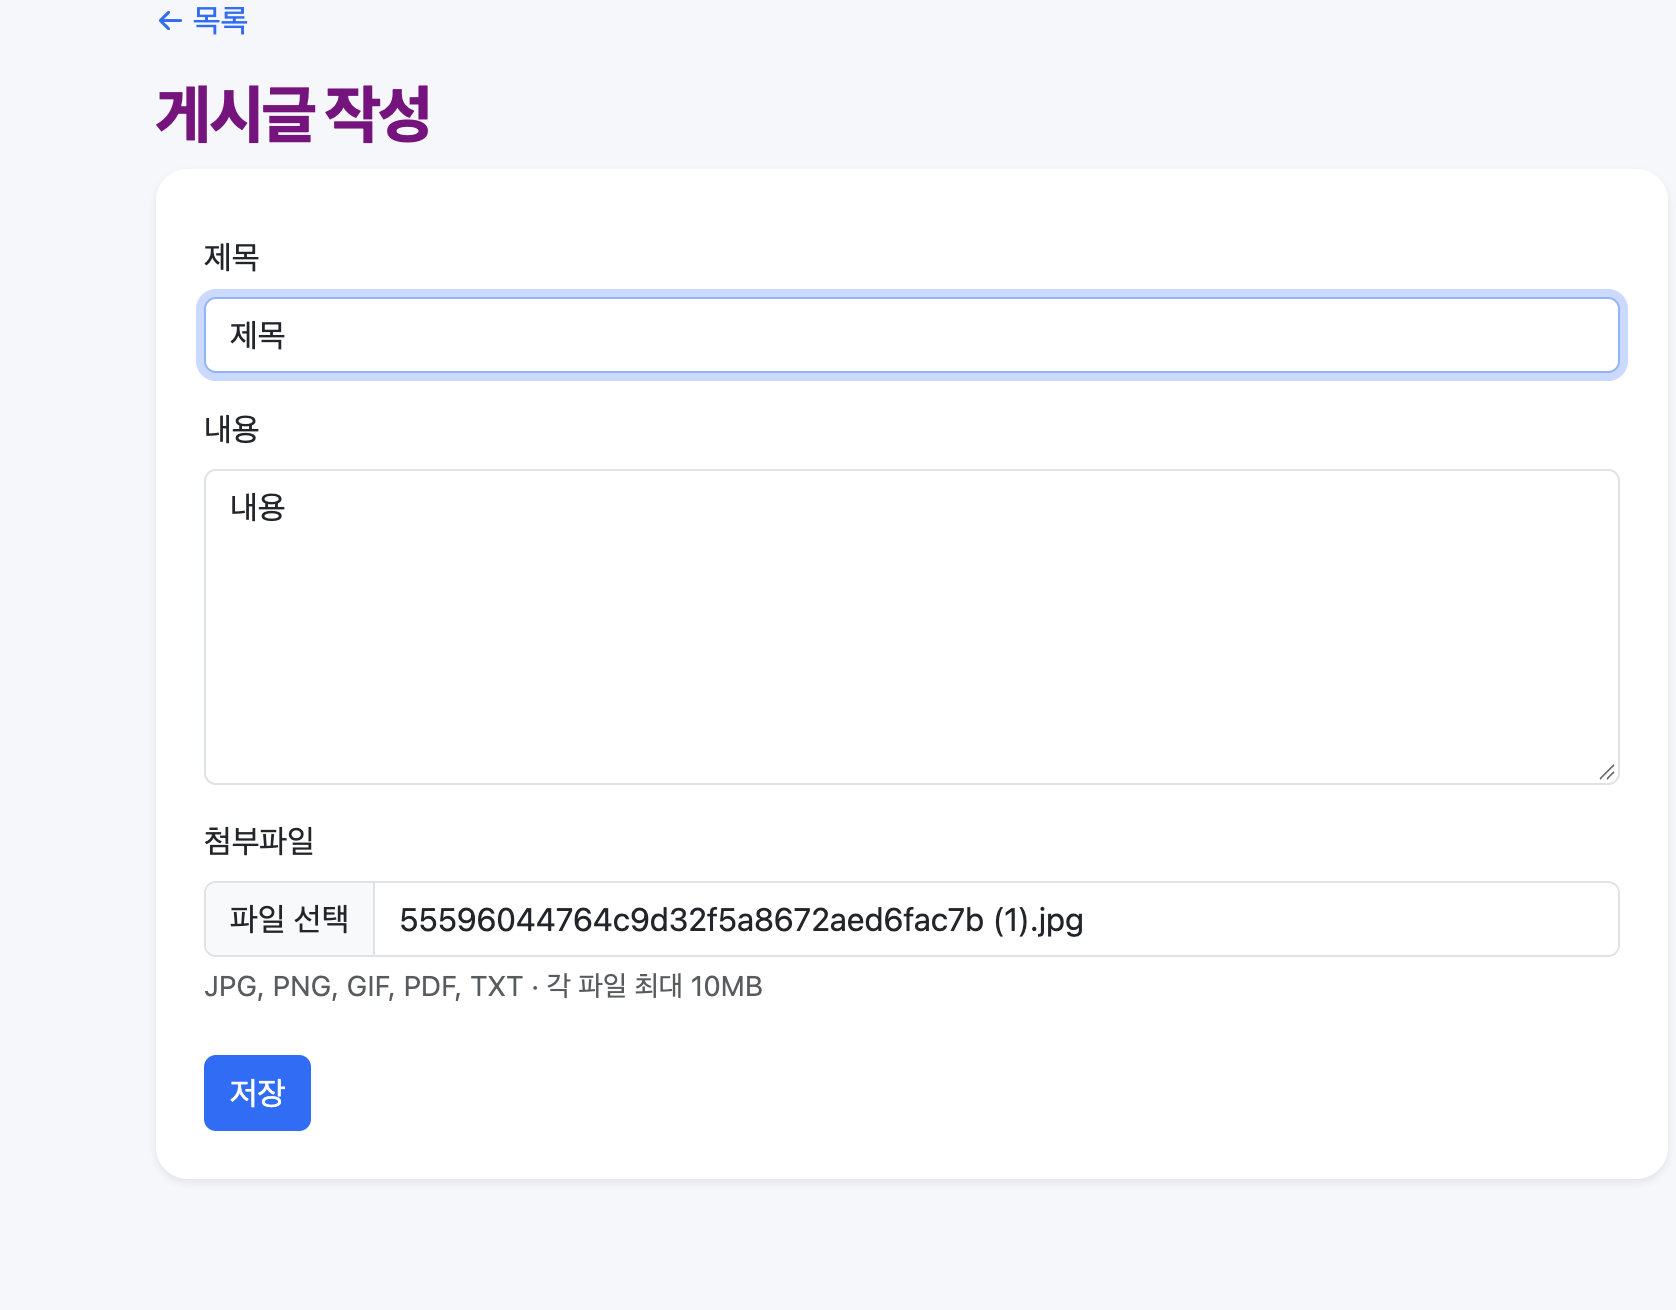 ← 목록
게시글 작성
제목
제목
내용
내용
첨부파일
파일 선택 55596044764c9d32f5a8672aed6fac7b (1).jpg
JPG, PNG, GIF, PDF, TXT · 각 파일 최대 10MB
저장